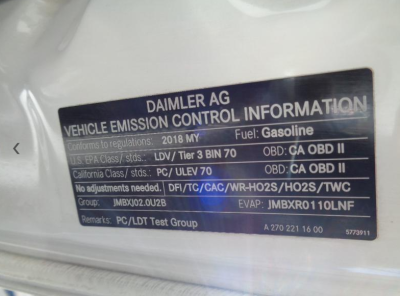 DAIMLER AG
VEHICLE EMISSION CONTROL INFORMATION
Conforms to regulations: 2018 MY Fuel: Gasoline
U.S. EPA Class/ stds.: LDV/ Tier 3 BIN 70 OBD: CA OBD II
California Class/ stds.: PC/ ULEV 70 OBD: CA OBD II
No adjustments needed. DFI/TC/CAC/WR-HO2S/HO2S/TWC
Group: JMBXJ02.0U2B EVAP: JMBXR0110LNF
Remarks: PC/LDT Test Group
A 270 221 16 00 5773911